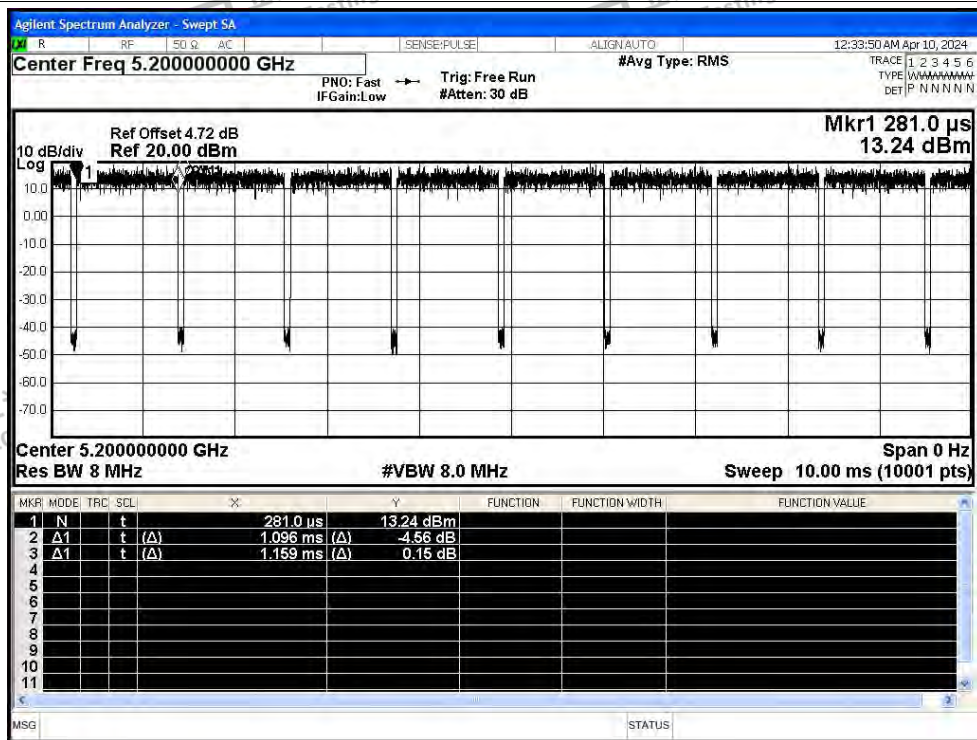 Agilent Spectrum Analyzer - Swept SA
R RF 50 Ω AC SENSE:PULSE ALIGN AUTO 12:33:50 AM Apr 10, 2024
Center Freq 5.200000000 GHz #Avg Type: RMS TRACE 1 2 3 4 5 6
PNO: Fast Trig: Free Run TYPE WWWWWW
IFGain:Low #Atten: 30 dB DET P N N N N N
Mkr1 281.0 µs
Ref Offset 4.72 dB
10 dB/div Ref 20.00 dBm 13.24 dBm
Log
1
10.0
0.00
-10.0
-20.0
-30.0
-40.0
-50.0
-60.0
-70.0
Center 5.200000000 GHz Span 0 Hz
Res BW 8 MHz #VBW 8.0 MHz Sweep 10.00 ms (10001 pts)
MKR MODE TRC SCL X Y FUNCTION FUNCTION WIDTH FUNCTION VALUE
1 N t 281.0 µs 13.24 dBm
2 Δ1 t (Δ) 1.096 ms (Δ) -4.56 dB
3 Δ1 t (Δ) 1.159 ms (Δ) 0.15 dB
4
5
6
7
8
9
10
11
MSG STATUS